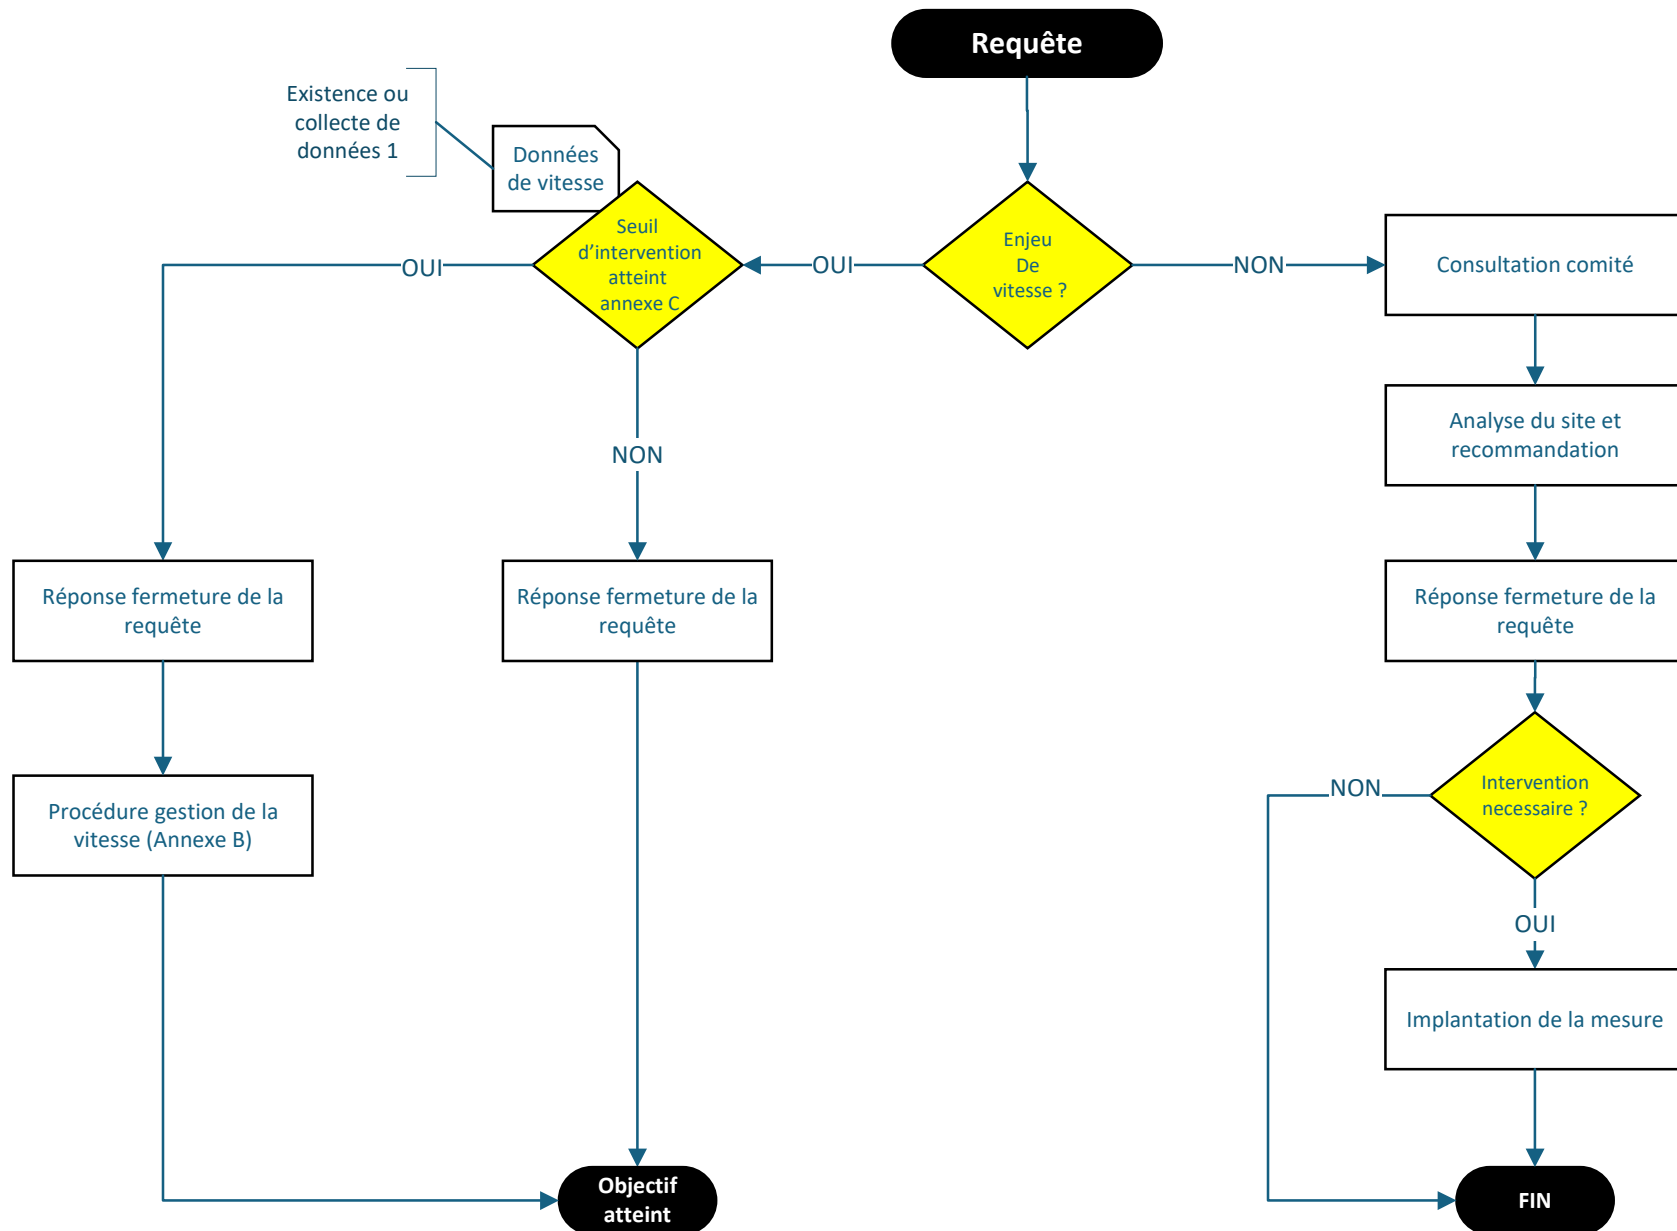 Requête
Existence ou
collecte de
données 1
Données
de vitesse
Seuil
d’intervention
atteint
annexe C
Enjeu
De
vitesse ?
Consultation comité
OUI
OUI
NON
Analyse du site et
recommandation
NON
Réponse fermeture de la
requête
Réponse fermeture de la
requête
Réponse fermeture de la
requête
Procédure gestion de la
vitesse (Annexe B)
NON
Intervention
necessaire ?
OUI
Implantation de la mesure
Objectif
atteint
FIN